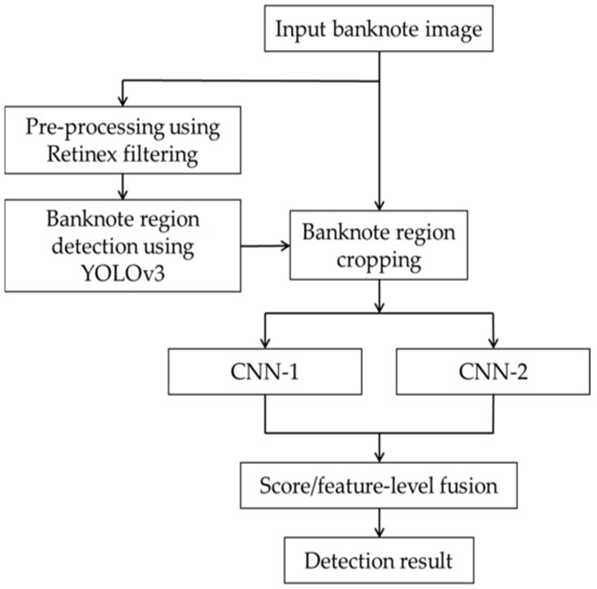 Input banknote image
Pre-processing using
Retinex filtering
Banknote region
detection using
YOLOv3
Banknote region
cropping
CNN-1
CNN-2
Score/feature-level fusion
Detection result